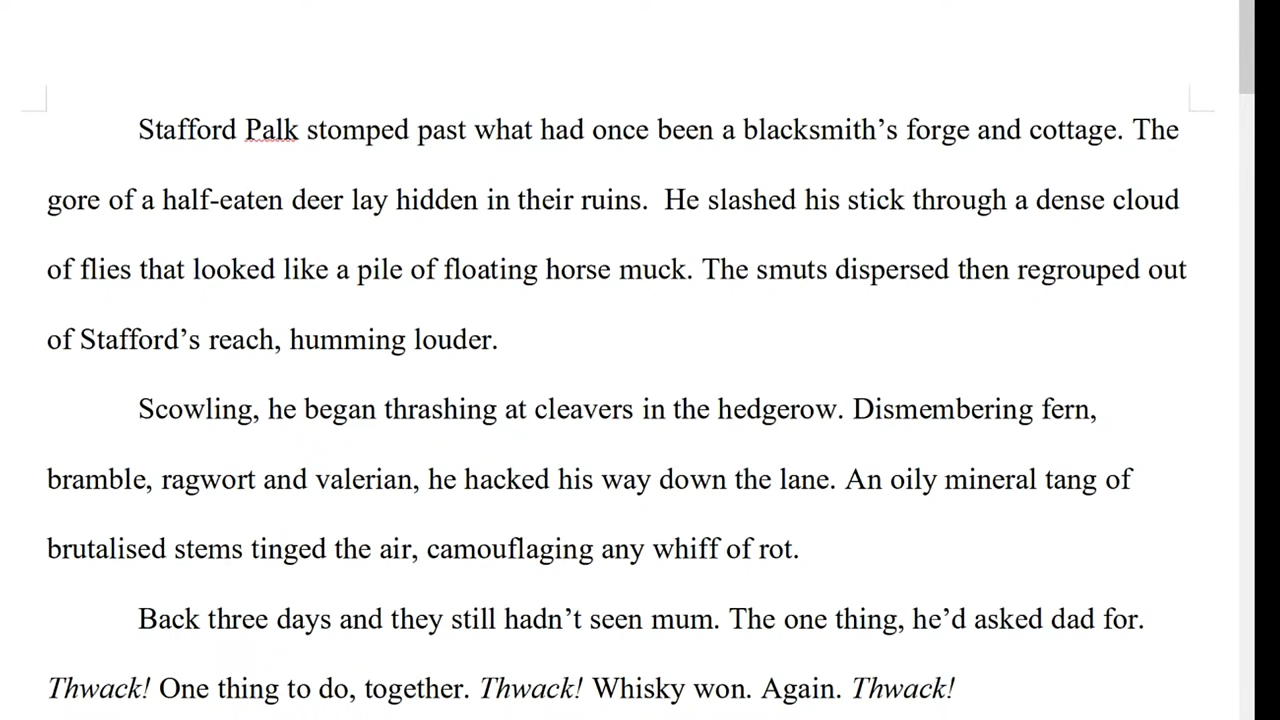 Stafford Palk stomped past what had once been a blacksmith’s forge and cottage. The
gore of a half-eaten deer lay hidden in their ruins.  He slashed his stick through a dense cloud
of flies that looked like a pile of floating horse muck. The smuts dispersed then regrouped out
of Stafford’s reach, humming louder.
Scowling, he began thrashing at cleavers in the hedgerow. Dismembering fern,
bramble, ragwort and valerian, he hacked his way down the lane. An oily mineral tang of
brutalised stems tinged the air, camouflaging any whiff of rot.
Back three days and they still hadn’t seen mum. The one thing, he’d asked dad for.
Thwack! One thing to do, together. Thwack! Whisky won. Again. Thwack!